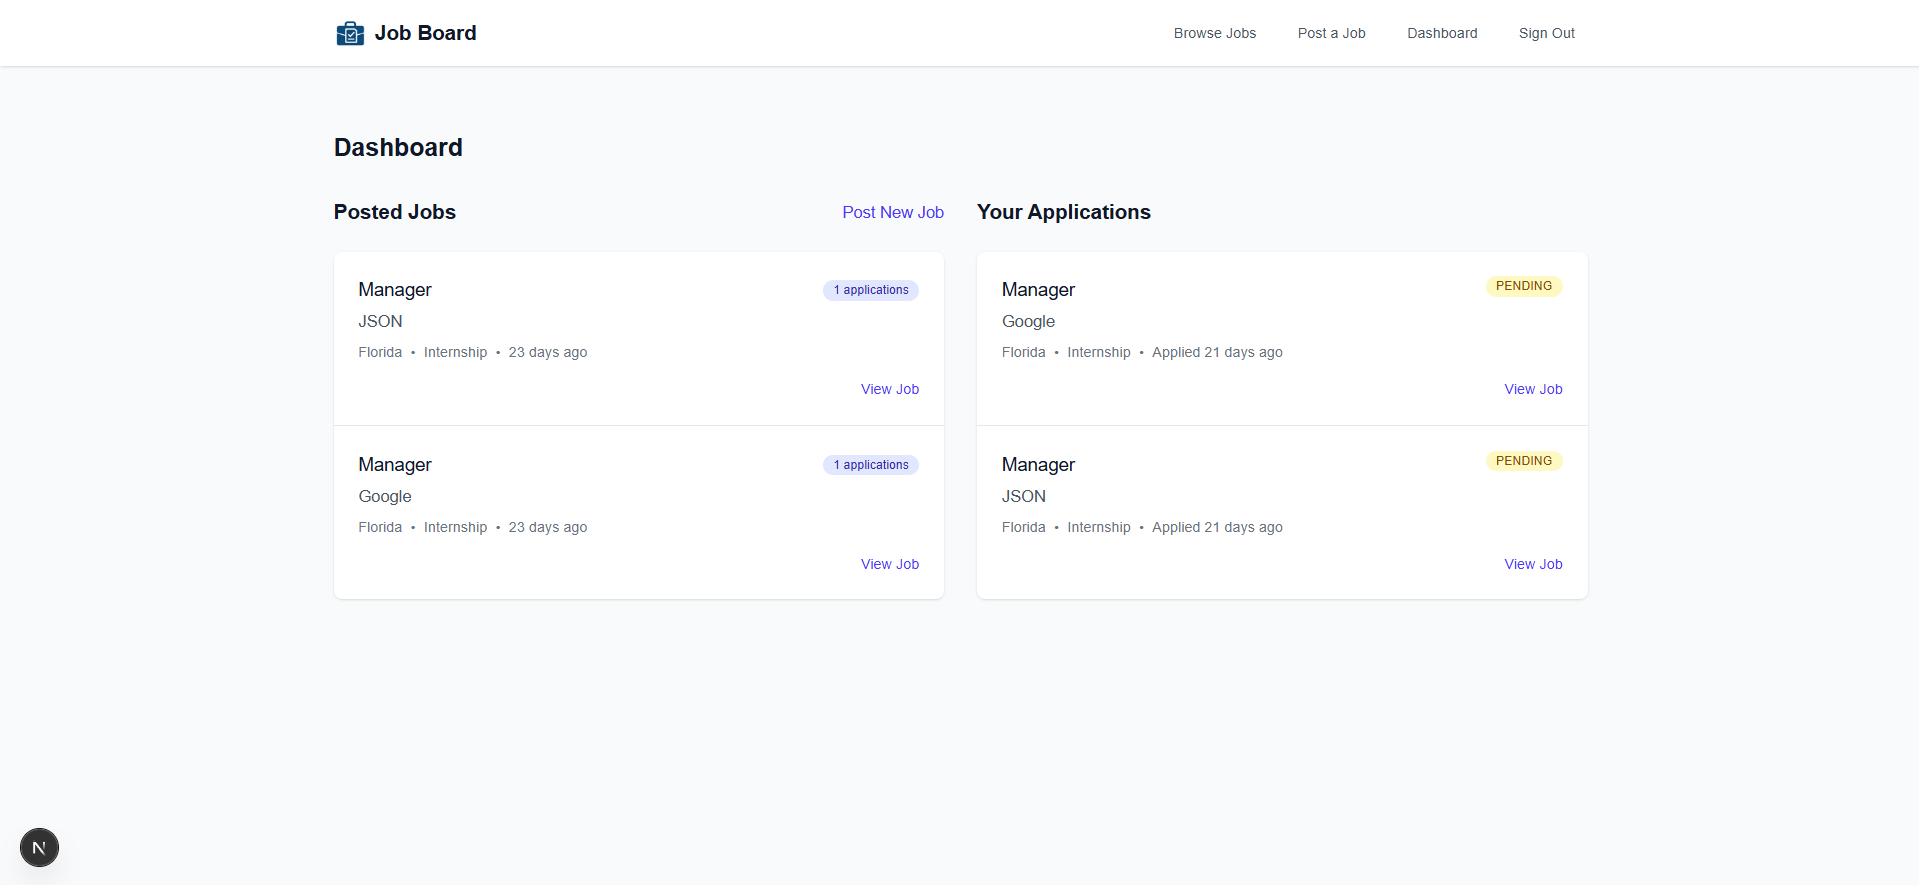 Job Board
Browse Jobs
Post a Job
Dashboard
Sign Out
Dashboard
Posted Jobs
Post New Job
Manager
1 applications
JSON
Florida • Internship • 23 days ago
View Job
Manager
1 applications
Google
Florida • Internship • 23 days ago
View Job
Your Applications
Manager
PENDING
Google
Florida • Internship • Applied 21 days ago
View Job
Manager
PENDING
JSON
Florida • Internship • Applied 21 days ago
View Job
N